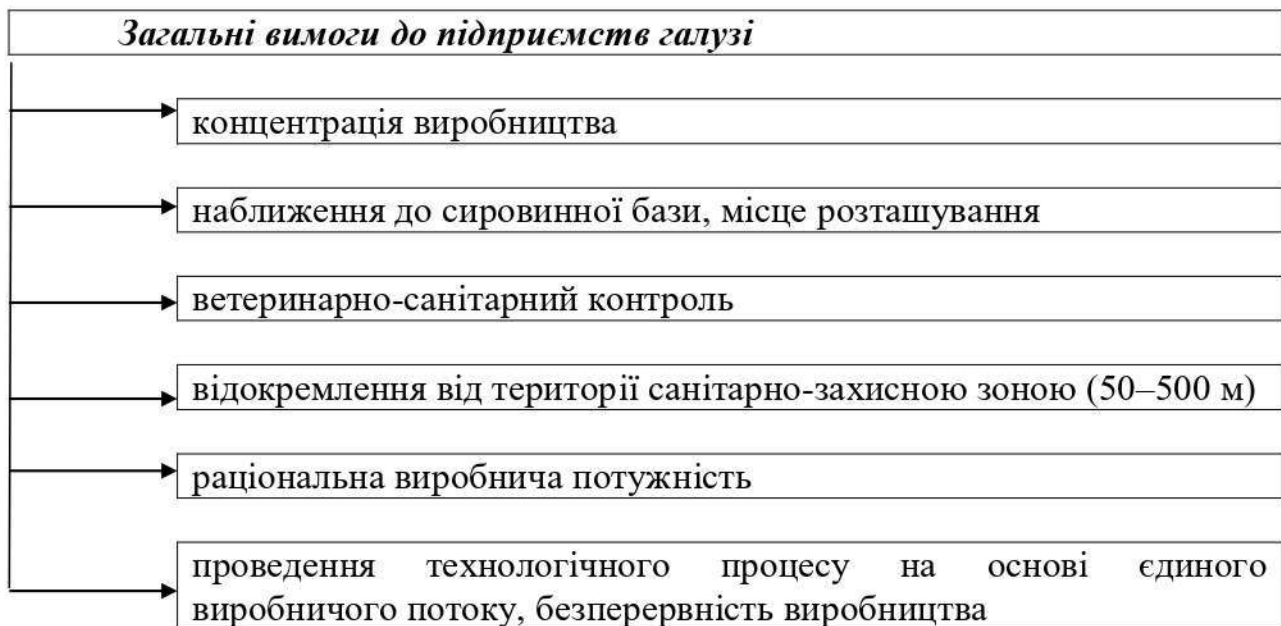 Загальні вимоги до підприємств галузі
концентрація виробництва
наближення до сировинної бази, місце розташування
ветеринарно-санітарний контроль
відокремлення від території санітарно-захисною зоною (50–500 м)
раціональна виробнича потужність
проведення технологічного процесу на основі єдиного
виробничого потоку, безперервність виробництва